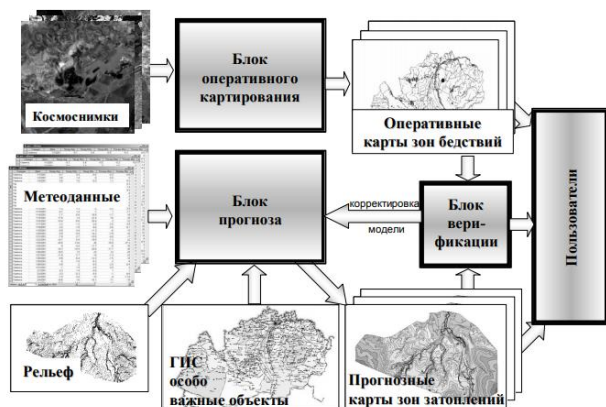 Космоснимки
Блок
оперативного
картирования
Оперативные
карты зон бедствий
Метеоданные
Блок
прогноза
корректировка
модели
Блок
вери-
фикации
Пользователи
Рельеф
ГИС
особо
важные объекты
Прогнозные
карты зон затоплений